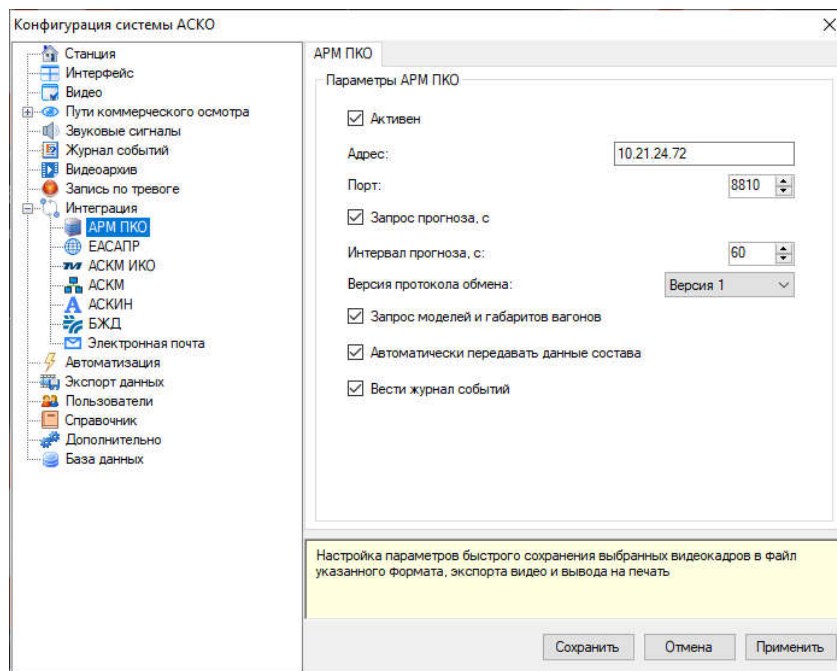 Конфигурация системы АСКО
Станция
Интерфейс
Видео
Пути коммерческого осмотра
Звуковые сигналы
Журнал событий
Видеоархив
Запись по тревоге
Интеграция
АРМ ПКО
ЕАСАПР
АСКМ ИКО
АСКМ
АСКИН
БЖД
Электронная почта
Автоматизация
Экспорт данных
Пользователи
Справочник
Дополнительно
База данных
АРМ ПКО
Параметры АРМ ПКО
Активен
Адрес: 10.21.24.72
Порт: 8810
Запрос прогноза, с
Интервал прогноза, с: 60
Версия протокола обмена: Версия 1
Запрос моделей и габаритов вагонов
Автоматически передавать данные состава
Вести журнал событий
Настройка параметров быстрого сохранения выбранных видеокадров в файл
указанного формата, экспорта видео и вывода на печать
Сохранить Отмена Применить